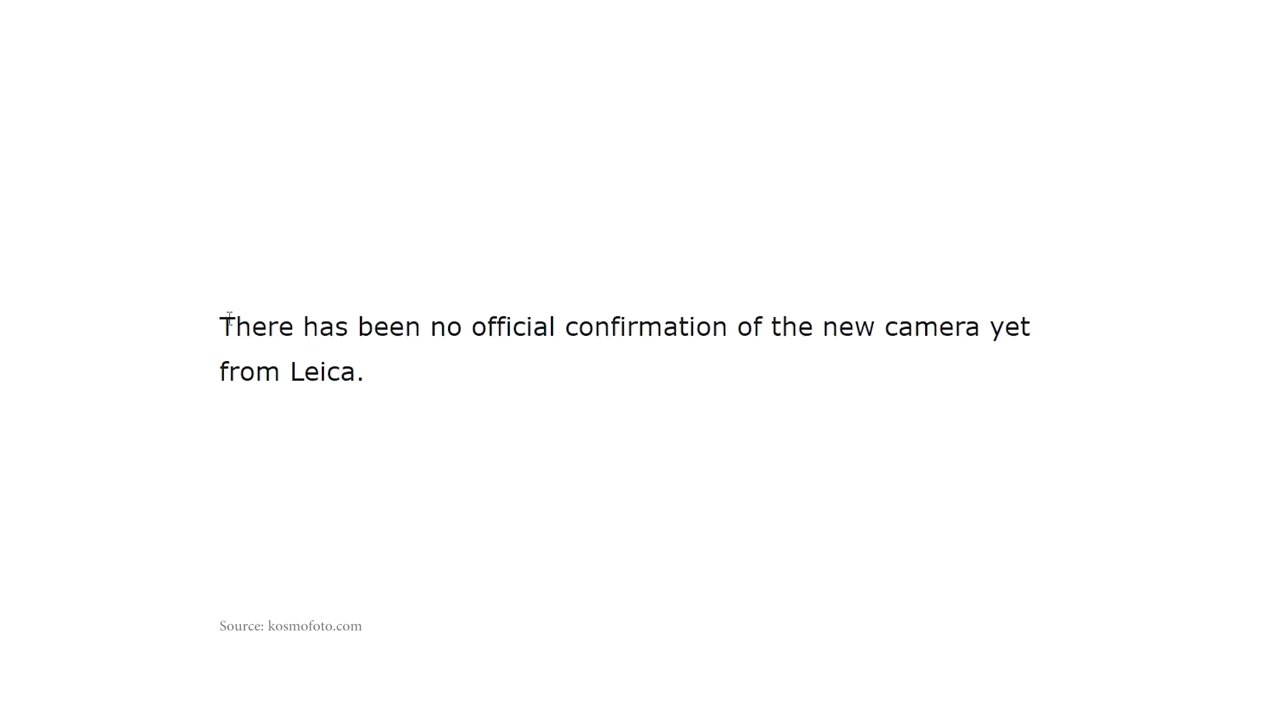 There has been no official confirmation of the new camera yet
from Leica.
Source: kosmofoto.com